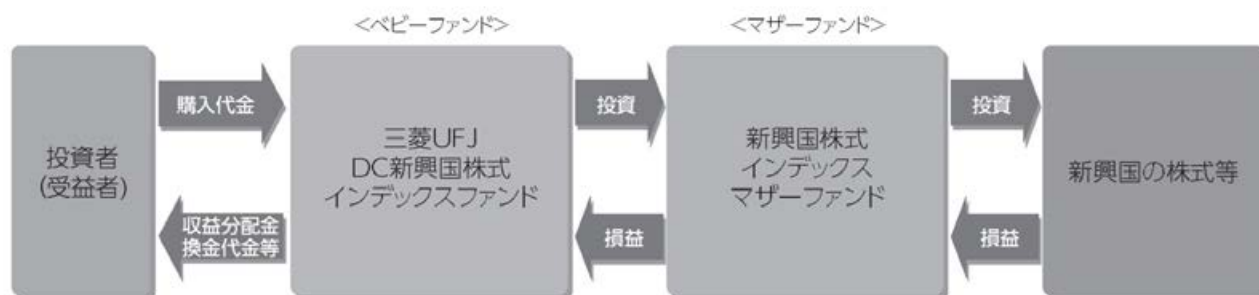 <ベビーファンド>
<マザーファンド>
投資者
(受益者)
購入代金
収益分配金
換金代金等
三菱UFJ
DC新興国株式
インデックスファンド
投資
損益
新興国株式
インデックス
マザーファンド
投資
損益
新興国の株式等